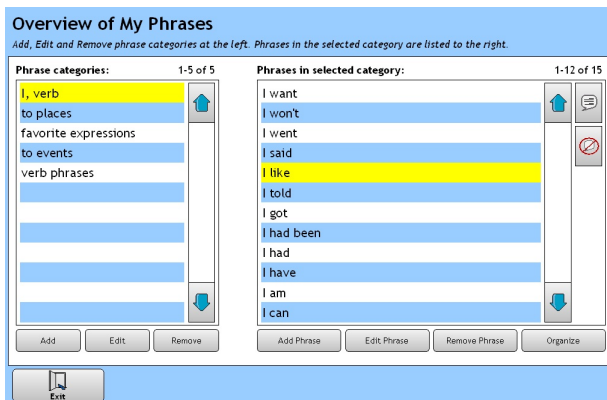 Overview of My Phrases
Add, Edit and Remove phrase categories at the left. Phrases in the selected category are listed to the right.
Phrase categories: 1-5 of 5
I, verb
to places
favorite expressions
to events
verb phrases
Add Edit Remove
Phrases in selected category: 1-12 of 15
I want
I won't
I went
I said
I like
I told
I got
I had been
I had
I have
I am
I can
Add Phrase Edit Phrase Remove Phrase Organize
Exit